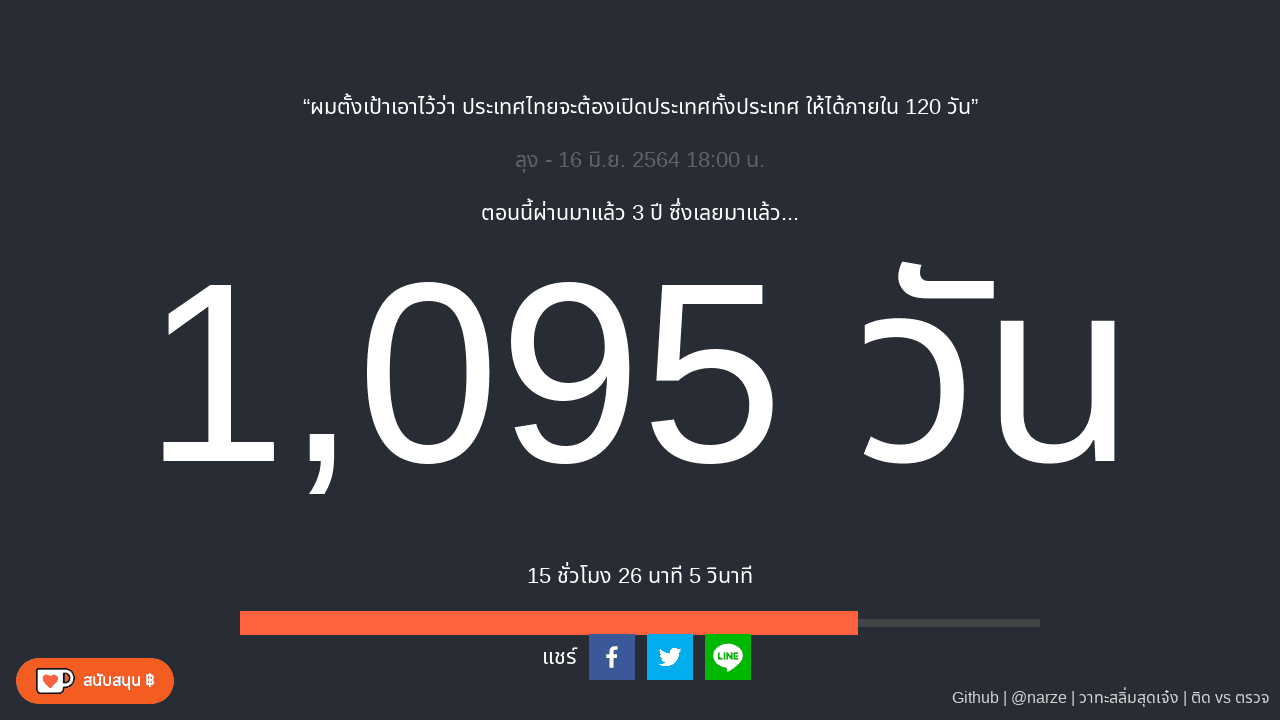 “ผมตั้งเป้าเอาไว้ว่า ประเทศไทยจะต้องเปิดประเทศทั้งประเทศ ให้ได้ภายใน 120 วัน”
ลุง - 16 มิ.ย. 2564 18:00 น.
ตอนนี้ผ่านมาแล้ว 3 ปี ซึ่งเลยมาแล้ว...
1,095 วัน
15 ชั่วโมง 26 นาที 5 วินาที
แชร์
LINE
สนับสนุน ฿
Github | @narze | วาทะสลิ่มสุดเจ๋ง | ติด vs ตรวจ